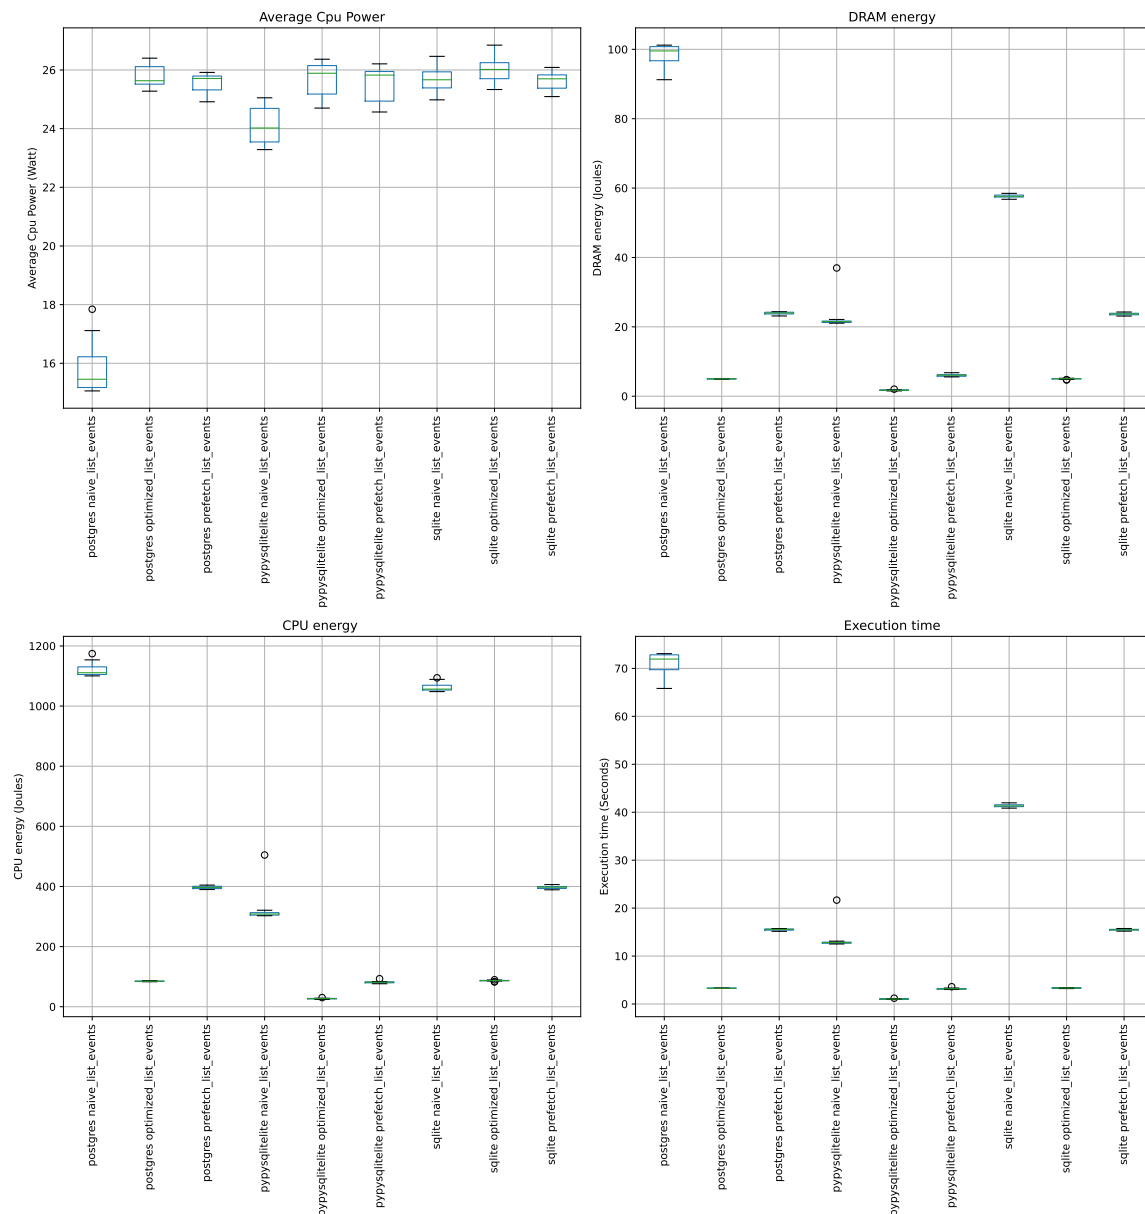 Average Cpu Power
Average Cpu Power (Watt)
26
24
22
20
18
16
postgres naive_list_events
postgres optimized_list_events
postgres prefetch_list_events
pypysqlitelite naive_list_events
pypysqlitelite optimized_list_events
pypysqlitelite prefetch_list_events
sqlite naive_list_events
sqlite optimized_list_events
sqlite prefetch_list_events
DRAM energy
DRAM energy (Joules)
100
80
60
40
20
0
postgres naive_list_events
postgres optimized_list_events
postgres prefetch_list_events
pypysqlitelite naive_list_events
pypysqlitelite optimized_list_events
pypysqlitelite prefetch_list_events
sqlite naive_list_events
sqlite optimized_list_events
sqlite prefetch_list_events
CPU energy
CPU energy (Joules)
1200
1000
800
600
400
200
0
postgres naive_list_events
postgres optimized_list_events
postgres prefetch_list_events
pypysqlitelite naive_list_events
pypysqlitelite optimized_list_events
pypysqlitelite prefetch_list_events
sqlite naive_list_events
sqlite optimized_list_events
sqlite prefetch_list_events
Execution time
Execution time (Seconds)
70
60
50
40
30
20
10
0
postgres naive_list_events
postgres optimized_list_events
postgres prefetch_list_events
pypysqlitelite naive_list_events
pypysqlitelite optimized_list_events
pypysqlitelite prefetch_list_events
sqlite naive_list_events
sqlite optimized_list_events
sqlite prefetch_list_events